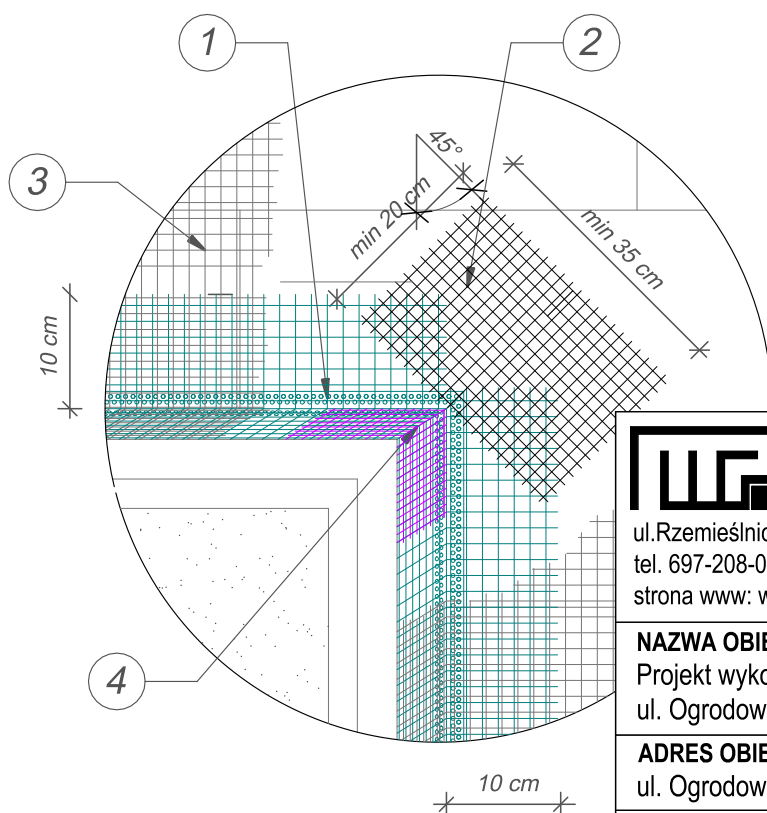 1
2
3
45°
min 20 cm
min 35 cm
10 cm
4
10 cm
ul.Rzemieślnic
tel. 697-208-0
strona www: w
NAZWA OBIE
Projekt wyko
ul. Ogrodow
ADRES OBIE
ul. Ogrodow